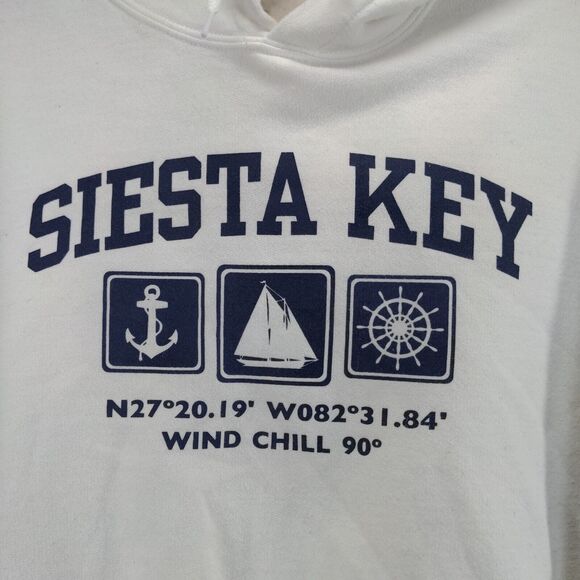 SIESTA KEY
N27°20.19' W082°31.84'
WIND CHILL 90°